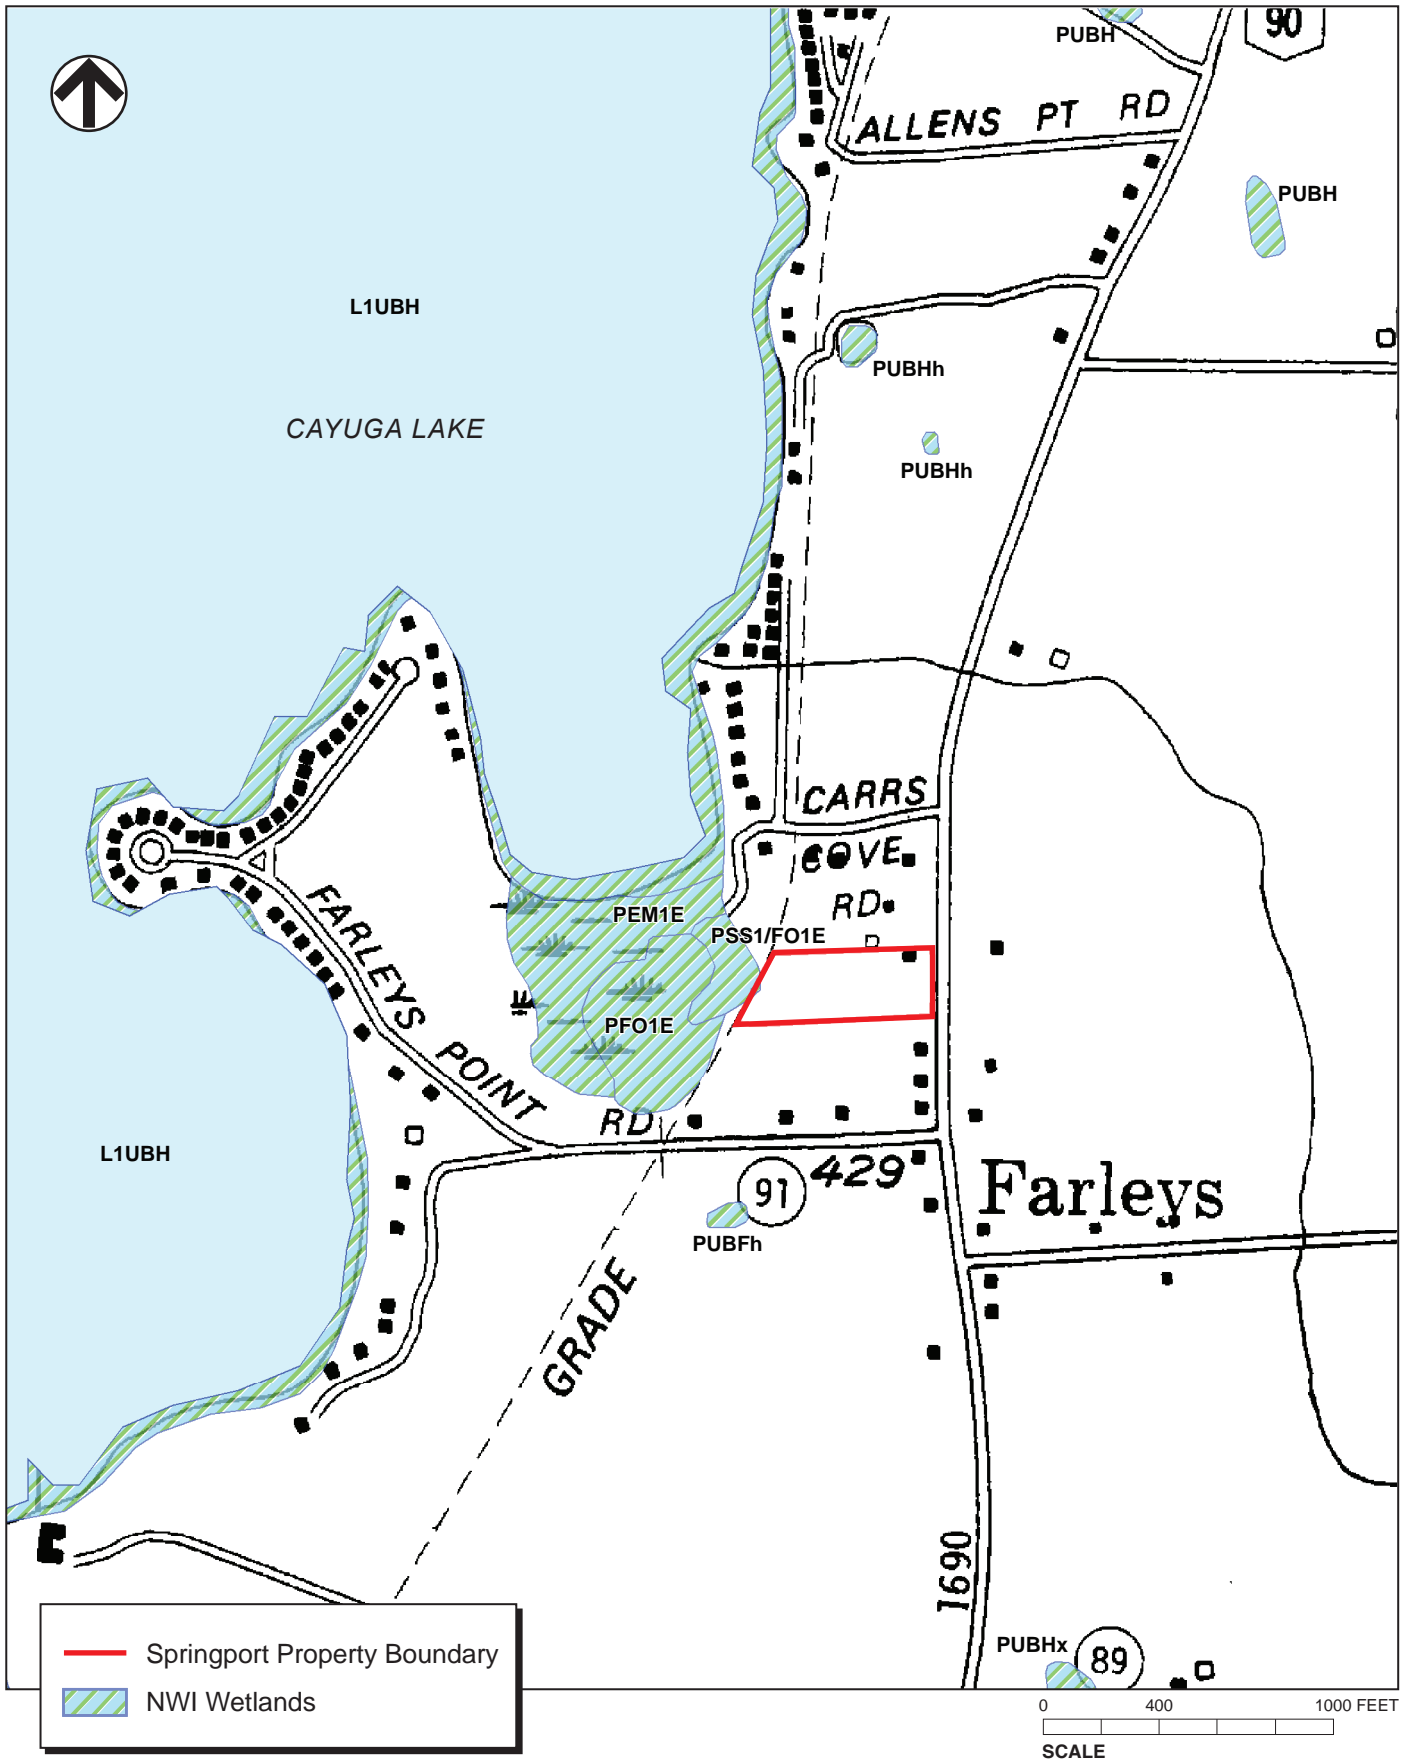 PUBH
90
ALLENS PT RD
PUBH
L1UBH
PUBHh
CAYUGA LAKE
PUBHh
CARRS
COVE
RD
PEM1E
PSS1/FO1E
PFO1E
FARLEYS POINT RD
L1UBH
91
429
Farleys
PUBFh
GRADE
1690
PUBHx
89
Springport Property Boundary
NWI Wetlands
0 400 1000 FEET
SCALE